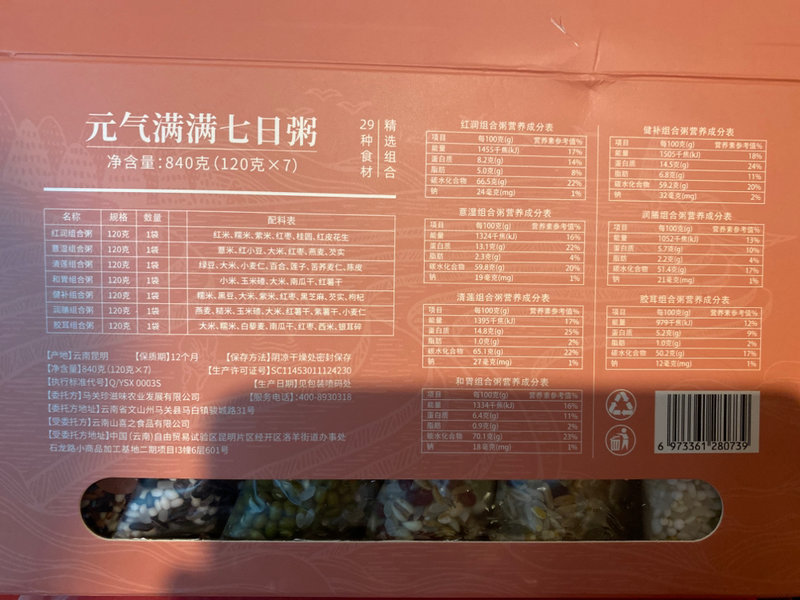 元气满满七日粥
净含量:840克(120克×7)
精选组合
29种食材
名称 规格 数量 配料表
红润组合粥 120克 1袋 红米、糯米、紫米、红枣、桂圆、红皮花生
薏湿组合粥 120克 1袋 薏米、红小豆、大米、红枣、燕麦、芡实
清莲组合粥 120克 1袋 绿豆、大米、小麦仁、百合、莲子、苦荞麦仁、陈皮
和胃组合粥 120克 1袋 小米、玉米碴、大米、南瓜干、红薯干
健补组合粥 120克 1袋 糯米、黑豆、大米、紫米、红枣、黑芝麻、芡实、枸杞
润膳组合粥 120克 1袋 燕麦、糙米、玉米碴、大米、红薯干、紫薯干、小麦仁
胶耳组合粥 120克 1袋 大米、糯米、白藜麦、南瓜干、红枣、西米、银耳碎
【产地】云南昆明 【保质期】12个月 【保存方法】阴凉干燥处密封保存
【净含量】840克(120克×7) 【生产许可证号】SC11453011124230
【执行标准代号】Q/YSX 0003S 【生产日期】见包装喷码处
【委托方】马关珍滋味农业发展有限公司 【服务电话】:400-8930318
【委托方地址】云南省文山州马关县马白镇骏城路31号
【受委托方】云南山喜之食品有限公司
【受委托方地址】中国(云南)自由贸易试验区昆明片区经开区洛羊街道办事处
石龙路小商品加工基地二期项目I3幢6层601号
红润组合粥营养成分表
项目 每100克(g) 营养素参考值%
能量 1455千焦(kJ) 17%
蛋白质 8.2克(g) 14%
脂肪 5.0克(g) 8%
碳水化合物 66.5克(g) 22%
钠 24毫克(mg) 1%
薏湿组合粥营养成分表
项目 每100克(g) 营养素参考值%
能量 1324千焦(kJ) 16%
蛋白质 13.1克(g) 22%
脂肪 2.3克(g) 4%
碳水化合物 59.8克(g) 20%
钠 19毫克(mg) 1%
清莲组合粥营养成分表
项目 每100克(g) 营养素参考值%
能量 1395千焦(kJ) 17%
蛋白质 14.8克(g) 25%
脂肪 1.0克(g) 2%
碳水化合物 65.1克(g) 22%
钠 27毫克(mg) 1%
和胃组合粥营养成分表
项目 每100克(g) 营养素参考值%
能量 1334千焦(kJ) 16%
蛋白质 6.4克(g) 11%
脂肪 0.9克(g) 2%
碳水化合物 70.1克(g) 23%
钠 18毫克(mg) 1%
健补组合粥营养成分表
项目 每100克(g) 营养素参考值%
能量 1505千焦(kJ) 18%
蛋白质 14.5克(g) 24%
脂肪 6.8克(g) 11%
碳水化合物 59.2克(g) 20%
钠 32毫克(mg) 2%
润膳组合粥营养成分表
项目 每100克(g) 营养素参考值%
能量 1052千焦(kJ) 13%
蛋白质 5.7克(g) 10%
脂肪 2.2克(g) 4%
碳水化合物 51.4克(g) 17%
钠 21毫克(mg) 1%
胶耳组合粥营养成分表
项目 每100克(g) 营养素参考值%
能量 979千焦(kJ) 12%
蛋白质 5.2克(g) 9%
脂肪 1.0克(g) 2%
碳水化合物 50.2克(g) 17%
钠 12毫克(mg) 1%
6 973361 280739